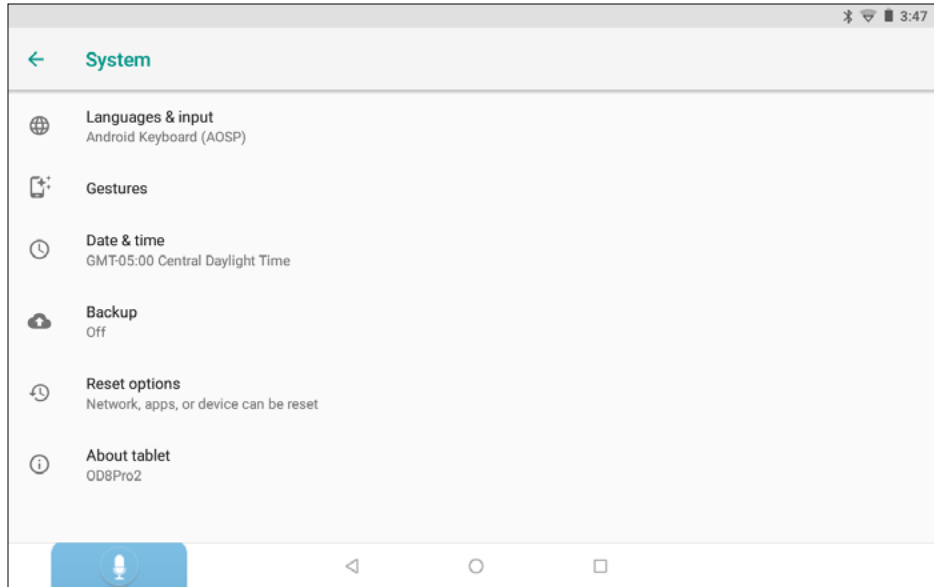 3:47
System
Languages & input
Android Keyboard (AOSP)
Gestures
Date & time
GMT-05:00 Central Daylight Time
Backup
Off
Reset options
Network, apps, or device can be reset
About tablet
OD8Pro2